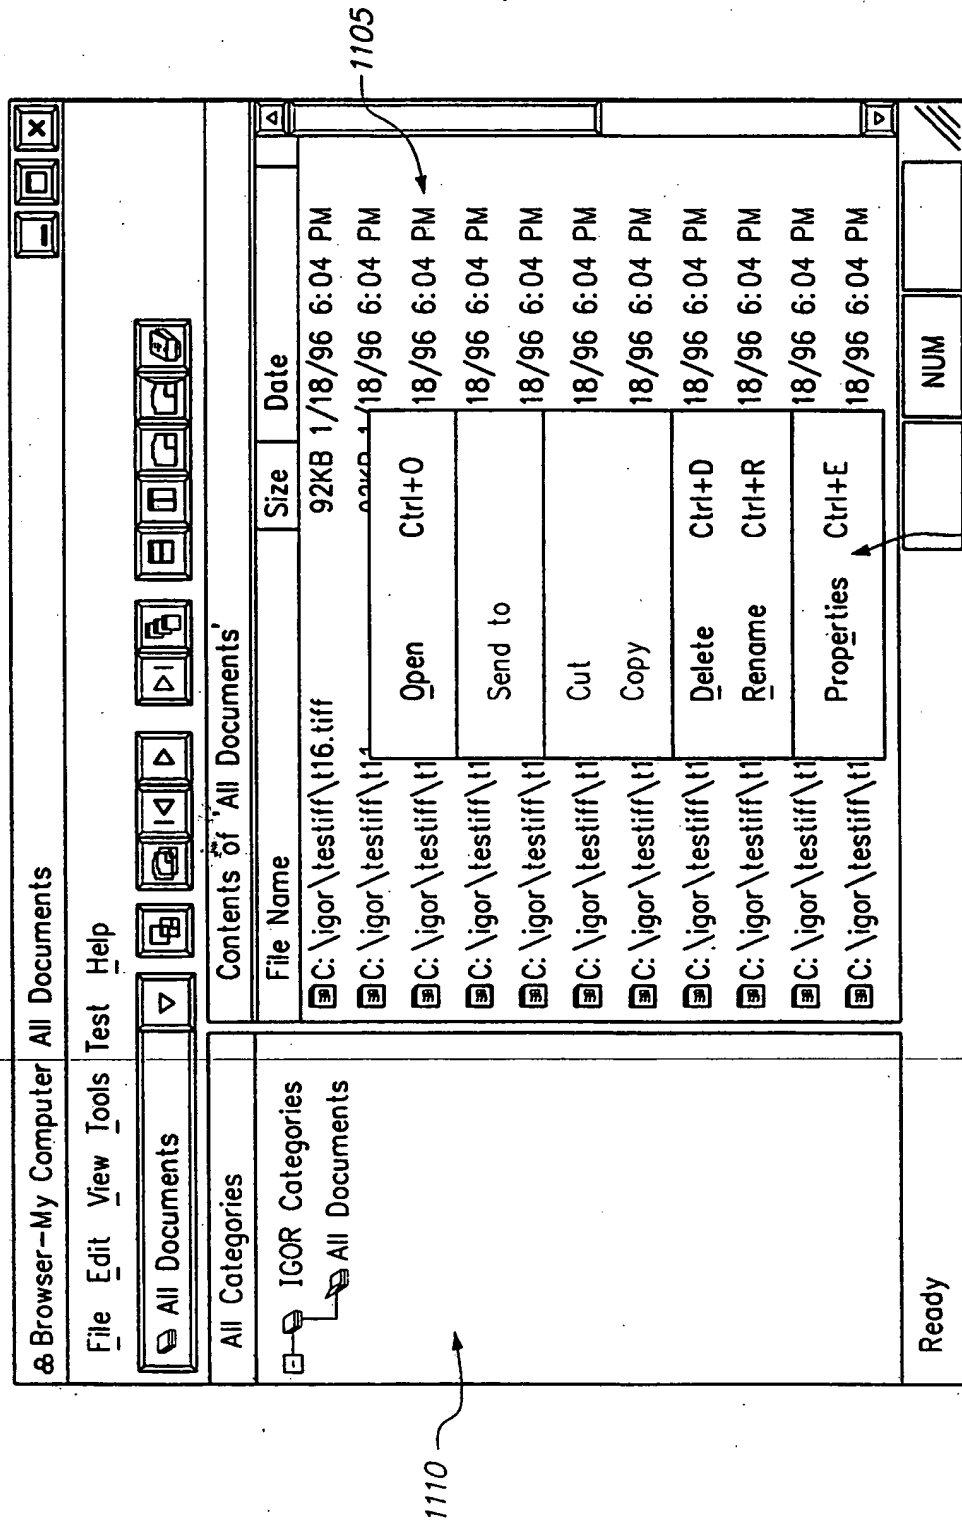 Browser-My Computer All Documents
File Edit View Tools Test Help
All Documents
All Categories
Contents of 'All Documents'
IGOR Categories
All Documents
File Name Size Date
C: \igor\testiff\t16.tiff 92KB 1/18/96 6:04 PM
C: \igor\testiff\t1 18/96 6:04 PM
C: \igor\testiff\t1 18/96 6:04 PM
C: \igor\testiff\t1 18/96 6:04 PM
C: \igor\testiff\t1 18/96 6:04 PM
C: \igor\testiff\t1 18/96 6:04 PM
C: \igor\testiff\t1 18/96 6:04 PM
C: \igor\testiff\t1 18/96 6:04 PM
C: \igor\testiff\t1 18/96 6:04 PM
C: \igor\testiff\t1 18/96 6:04 PM
C: \igor\testiff\t1 18/96 6:04 PM
Open Ctrl+O
Send to
Cut
Copy
Delete Ctrl+D
Rename Ctrl+R
Properties Ctrl+E
Ready
NUM
1105
1110